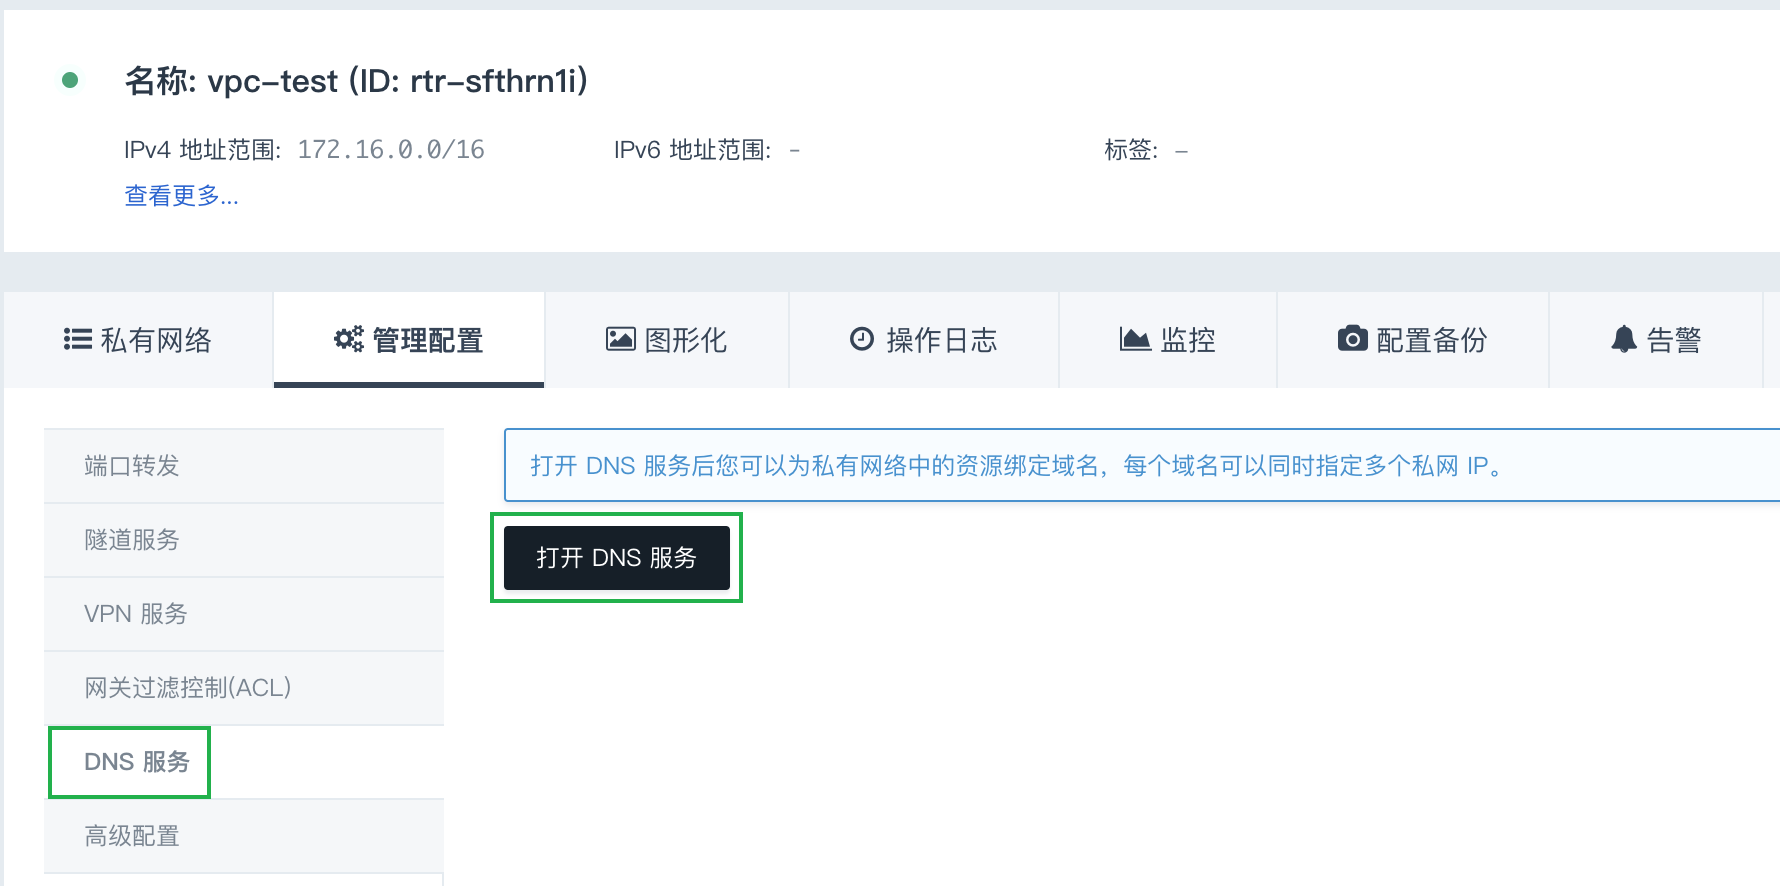 名称: vpc-test (ID: rtr-sfthrn1i)
IPv4 地址范围: 172.16.0.0/16 IPv6 地址范围: - 标签: -
查看更多...
私有网络 管理配置 图形化 操作日志 监控 配置备份 告警
端口转发
打开 DNS 服务后您可以为私有网络中的资源绑定域名，每个域名可以同时指定多个私网 IP。
隧道服务
打开 DNS 服务
VPN 服务
网关过滤控制(ACL)
DNS 服务
高级配置